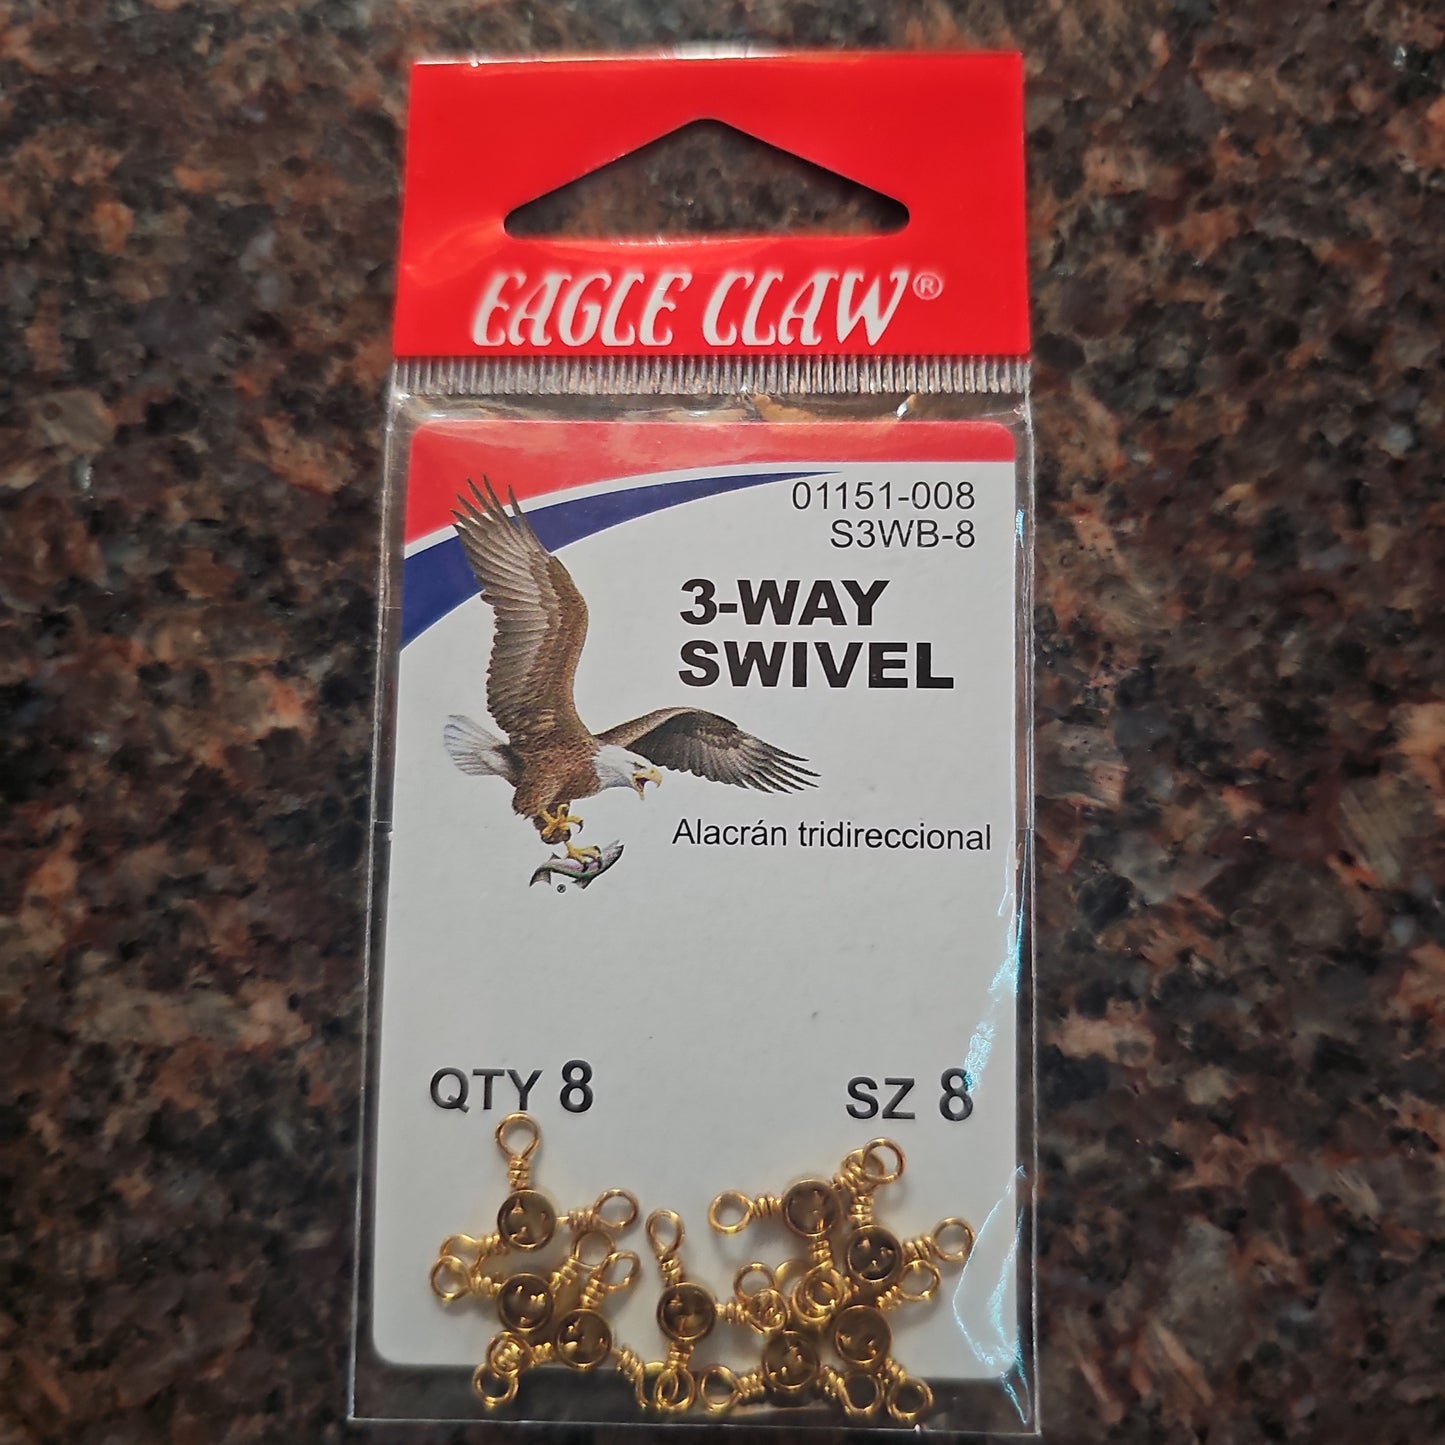 EAGLE CLAW®
01151-008
S3WB-8
3-WAY
SWIVEL
Alacrán tridireccional
®
QTY 8
SZ 8